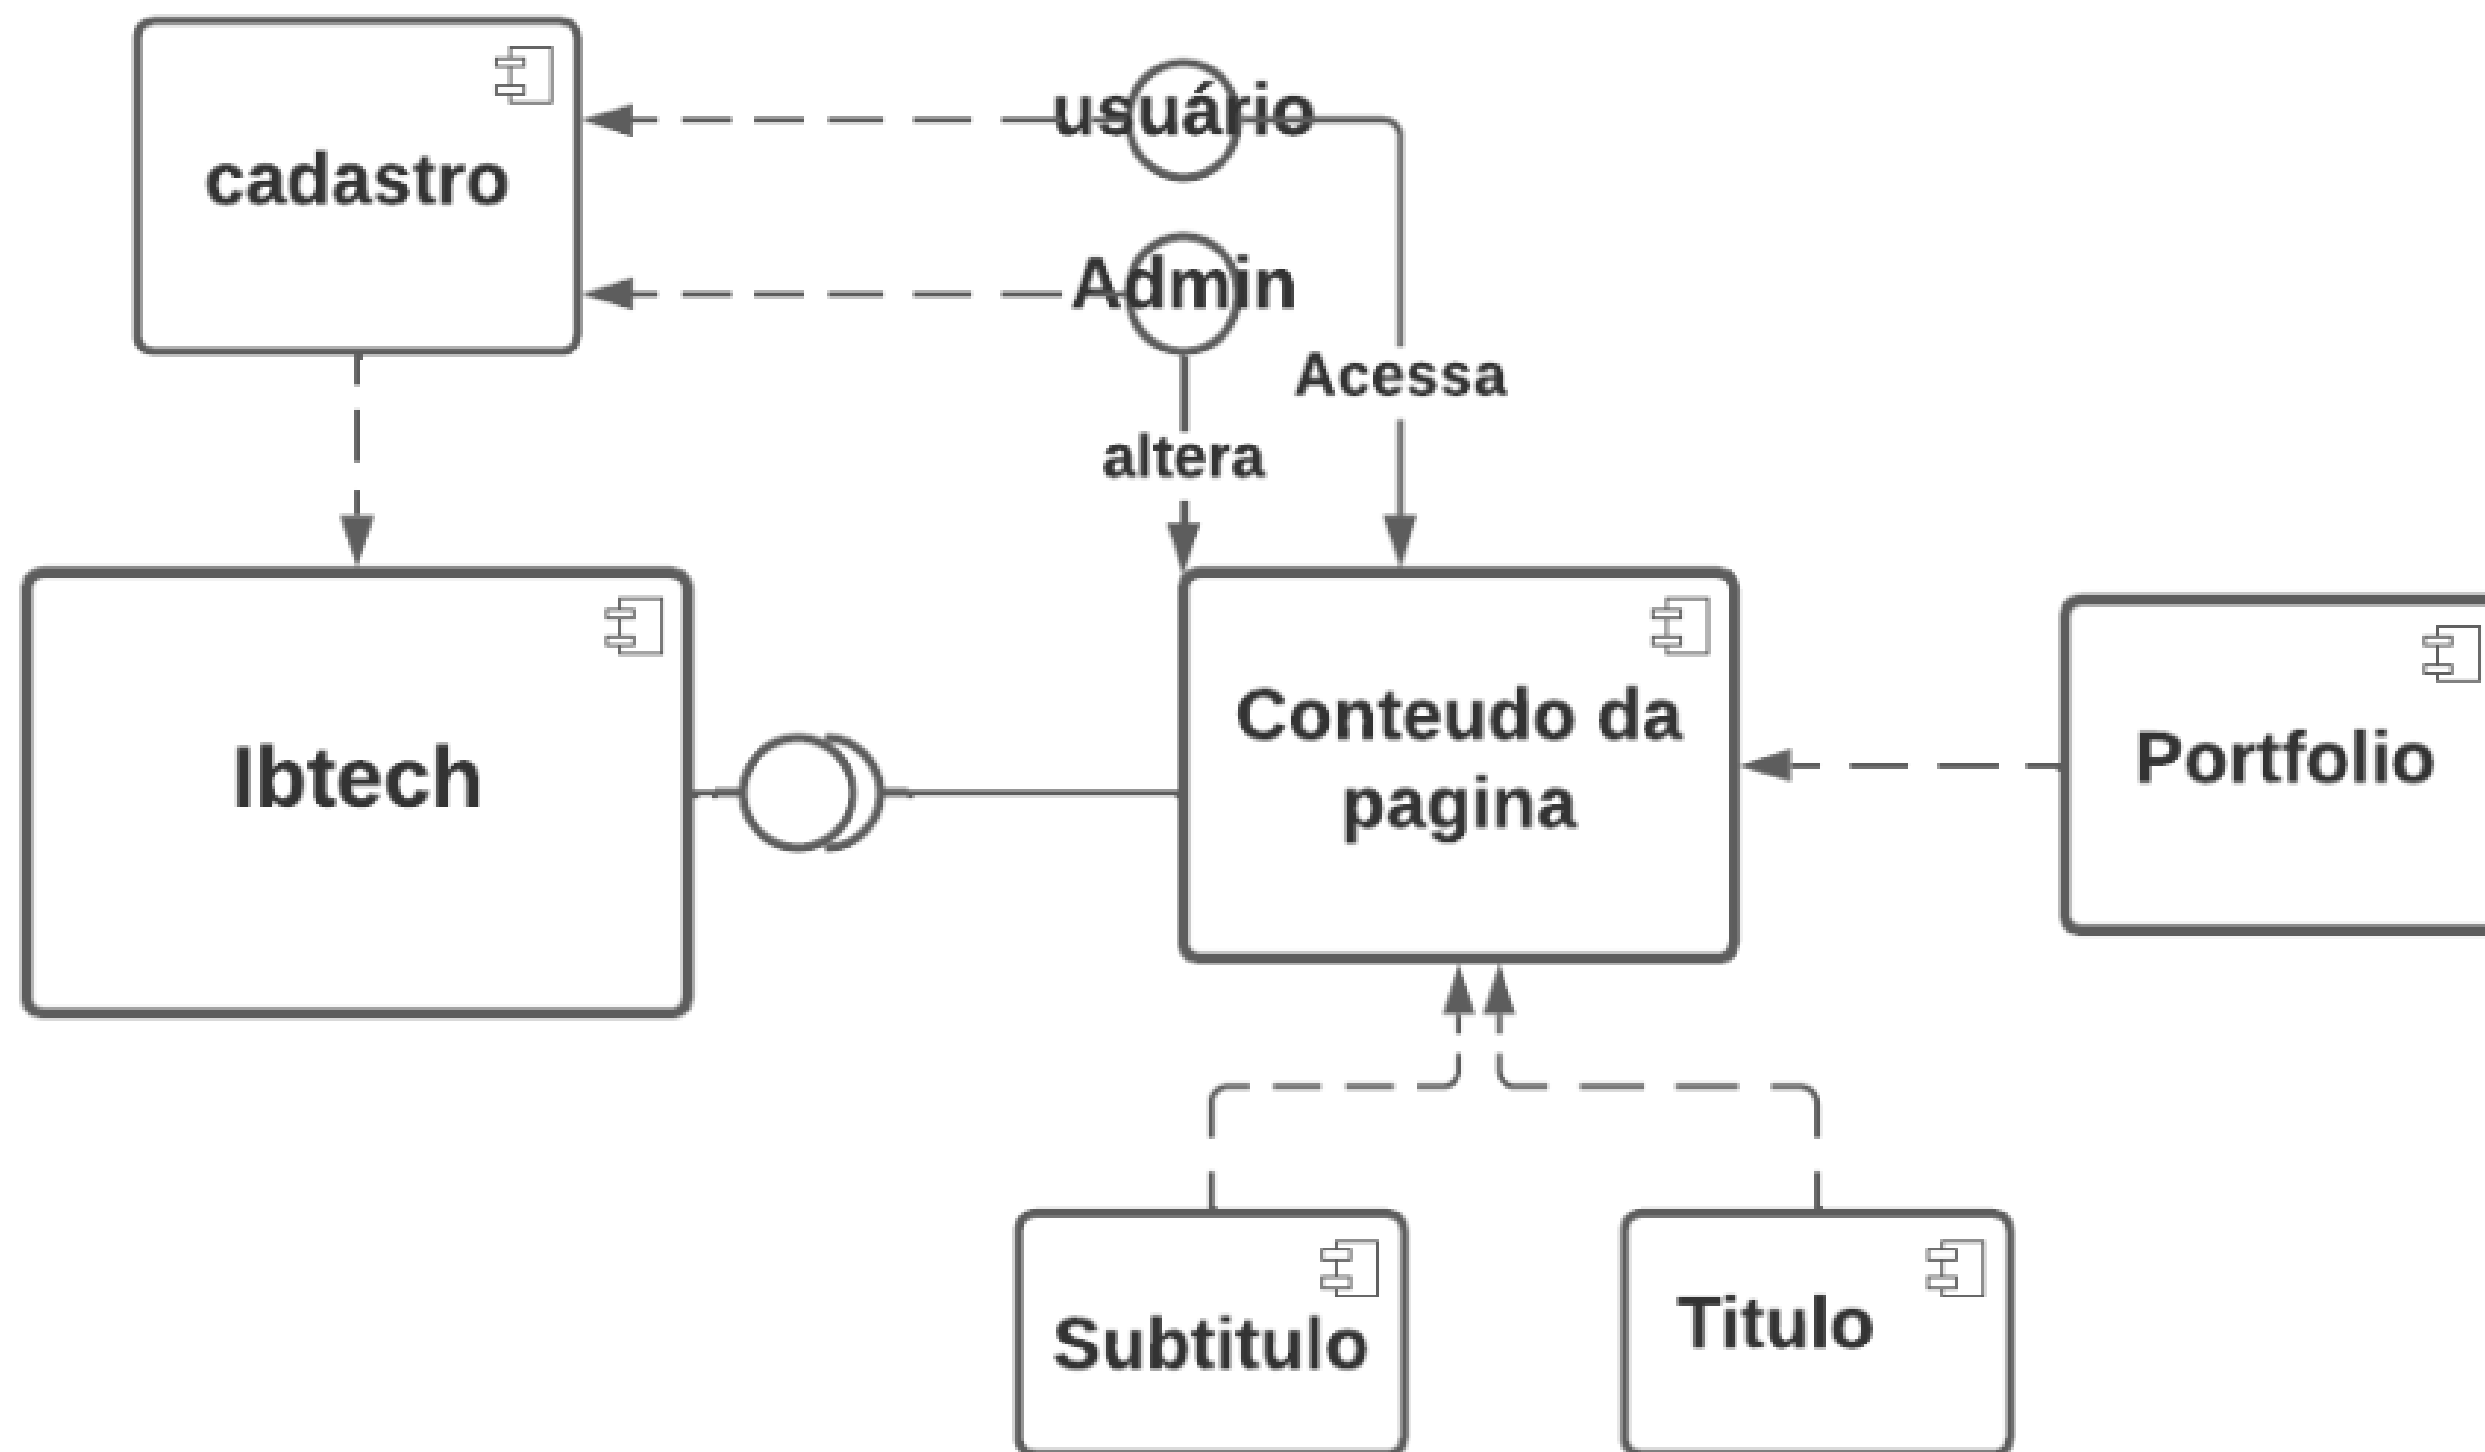 usuário
cadastro
Admin
Acessa
altera
Ibtech
Conteudo da
pagina
Portfolio
Subtitulo
Titulo